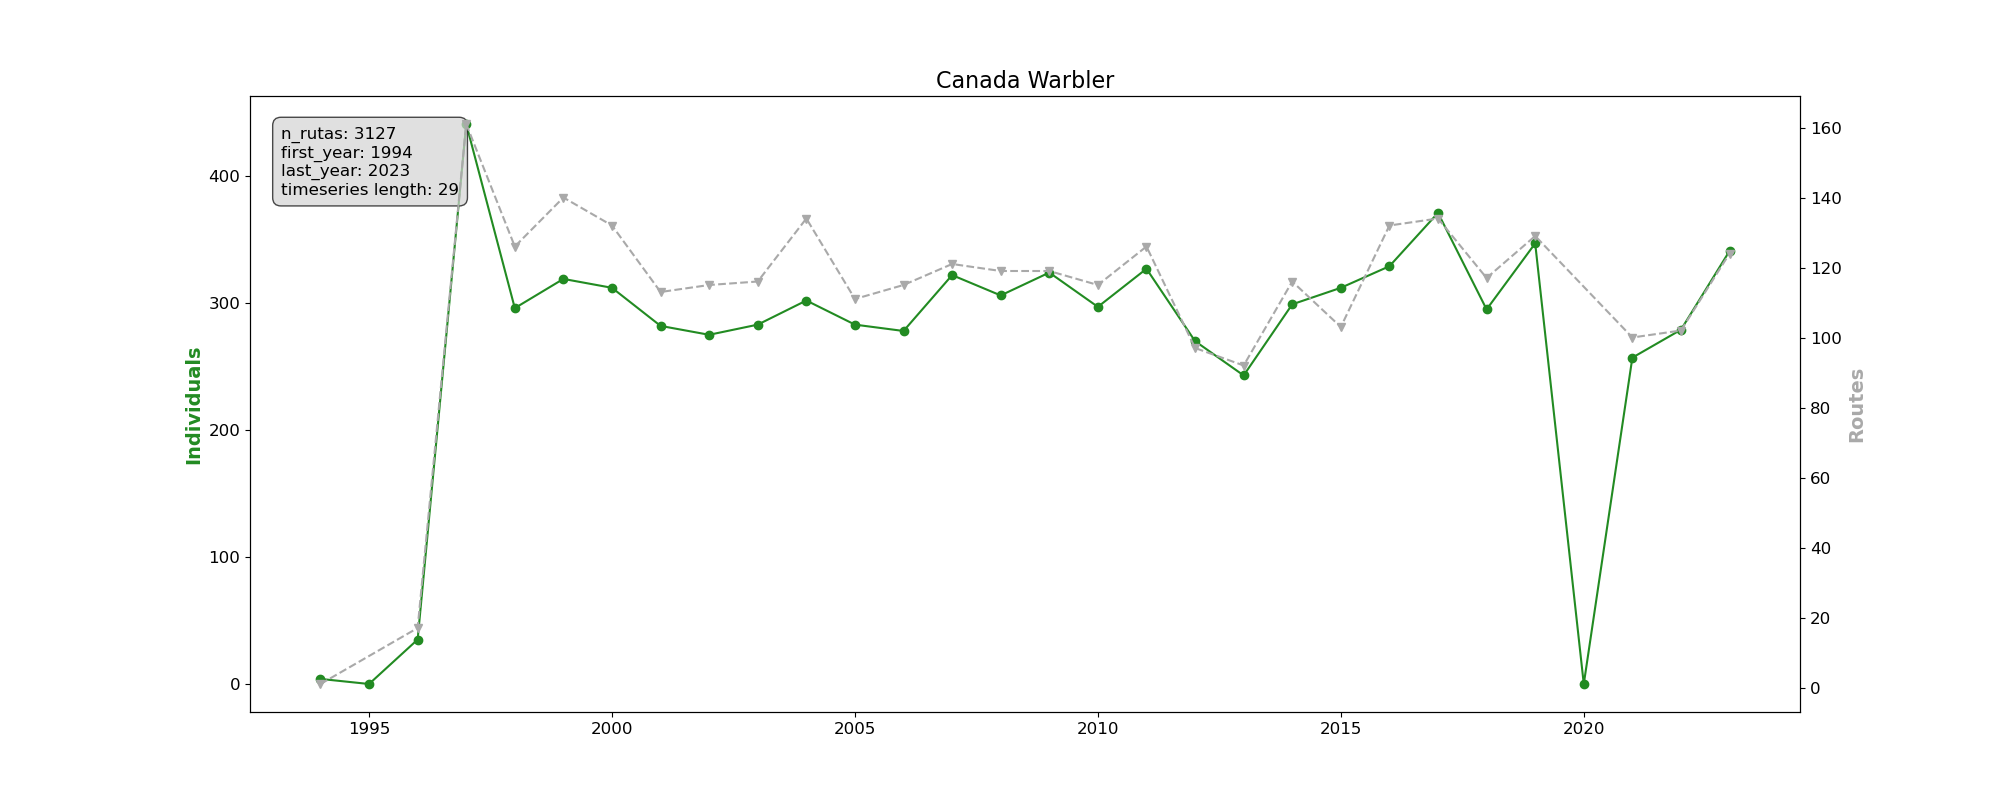 Canada Warbler
n_rutas: 3127
first_year: 1994
last_year: 2023
timeseries length: 29
Individuals
400
300
200
100
0
Routes
160
140
120
100
80
60
40
20
0
1995
2000
2005
2010
2015
2020